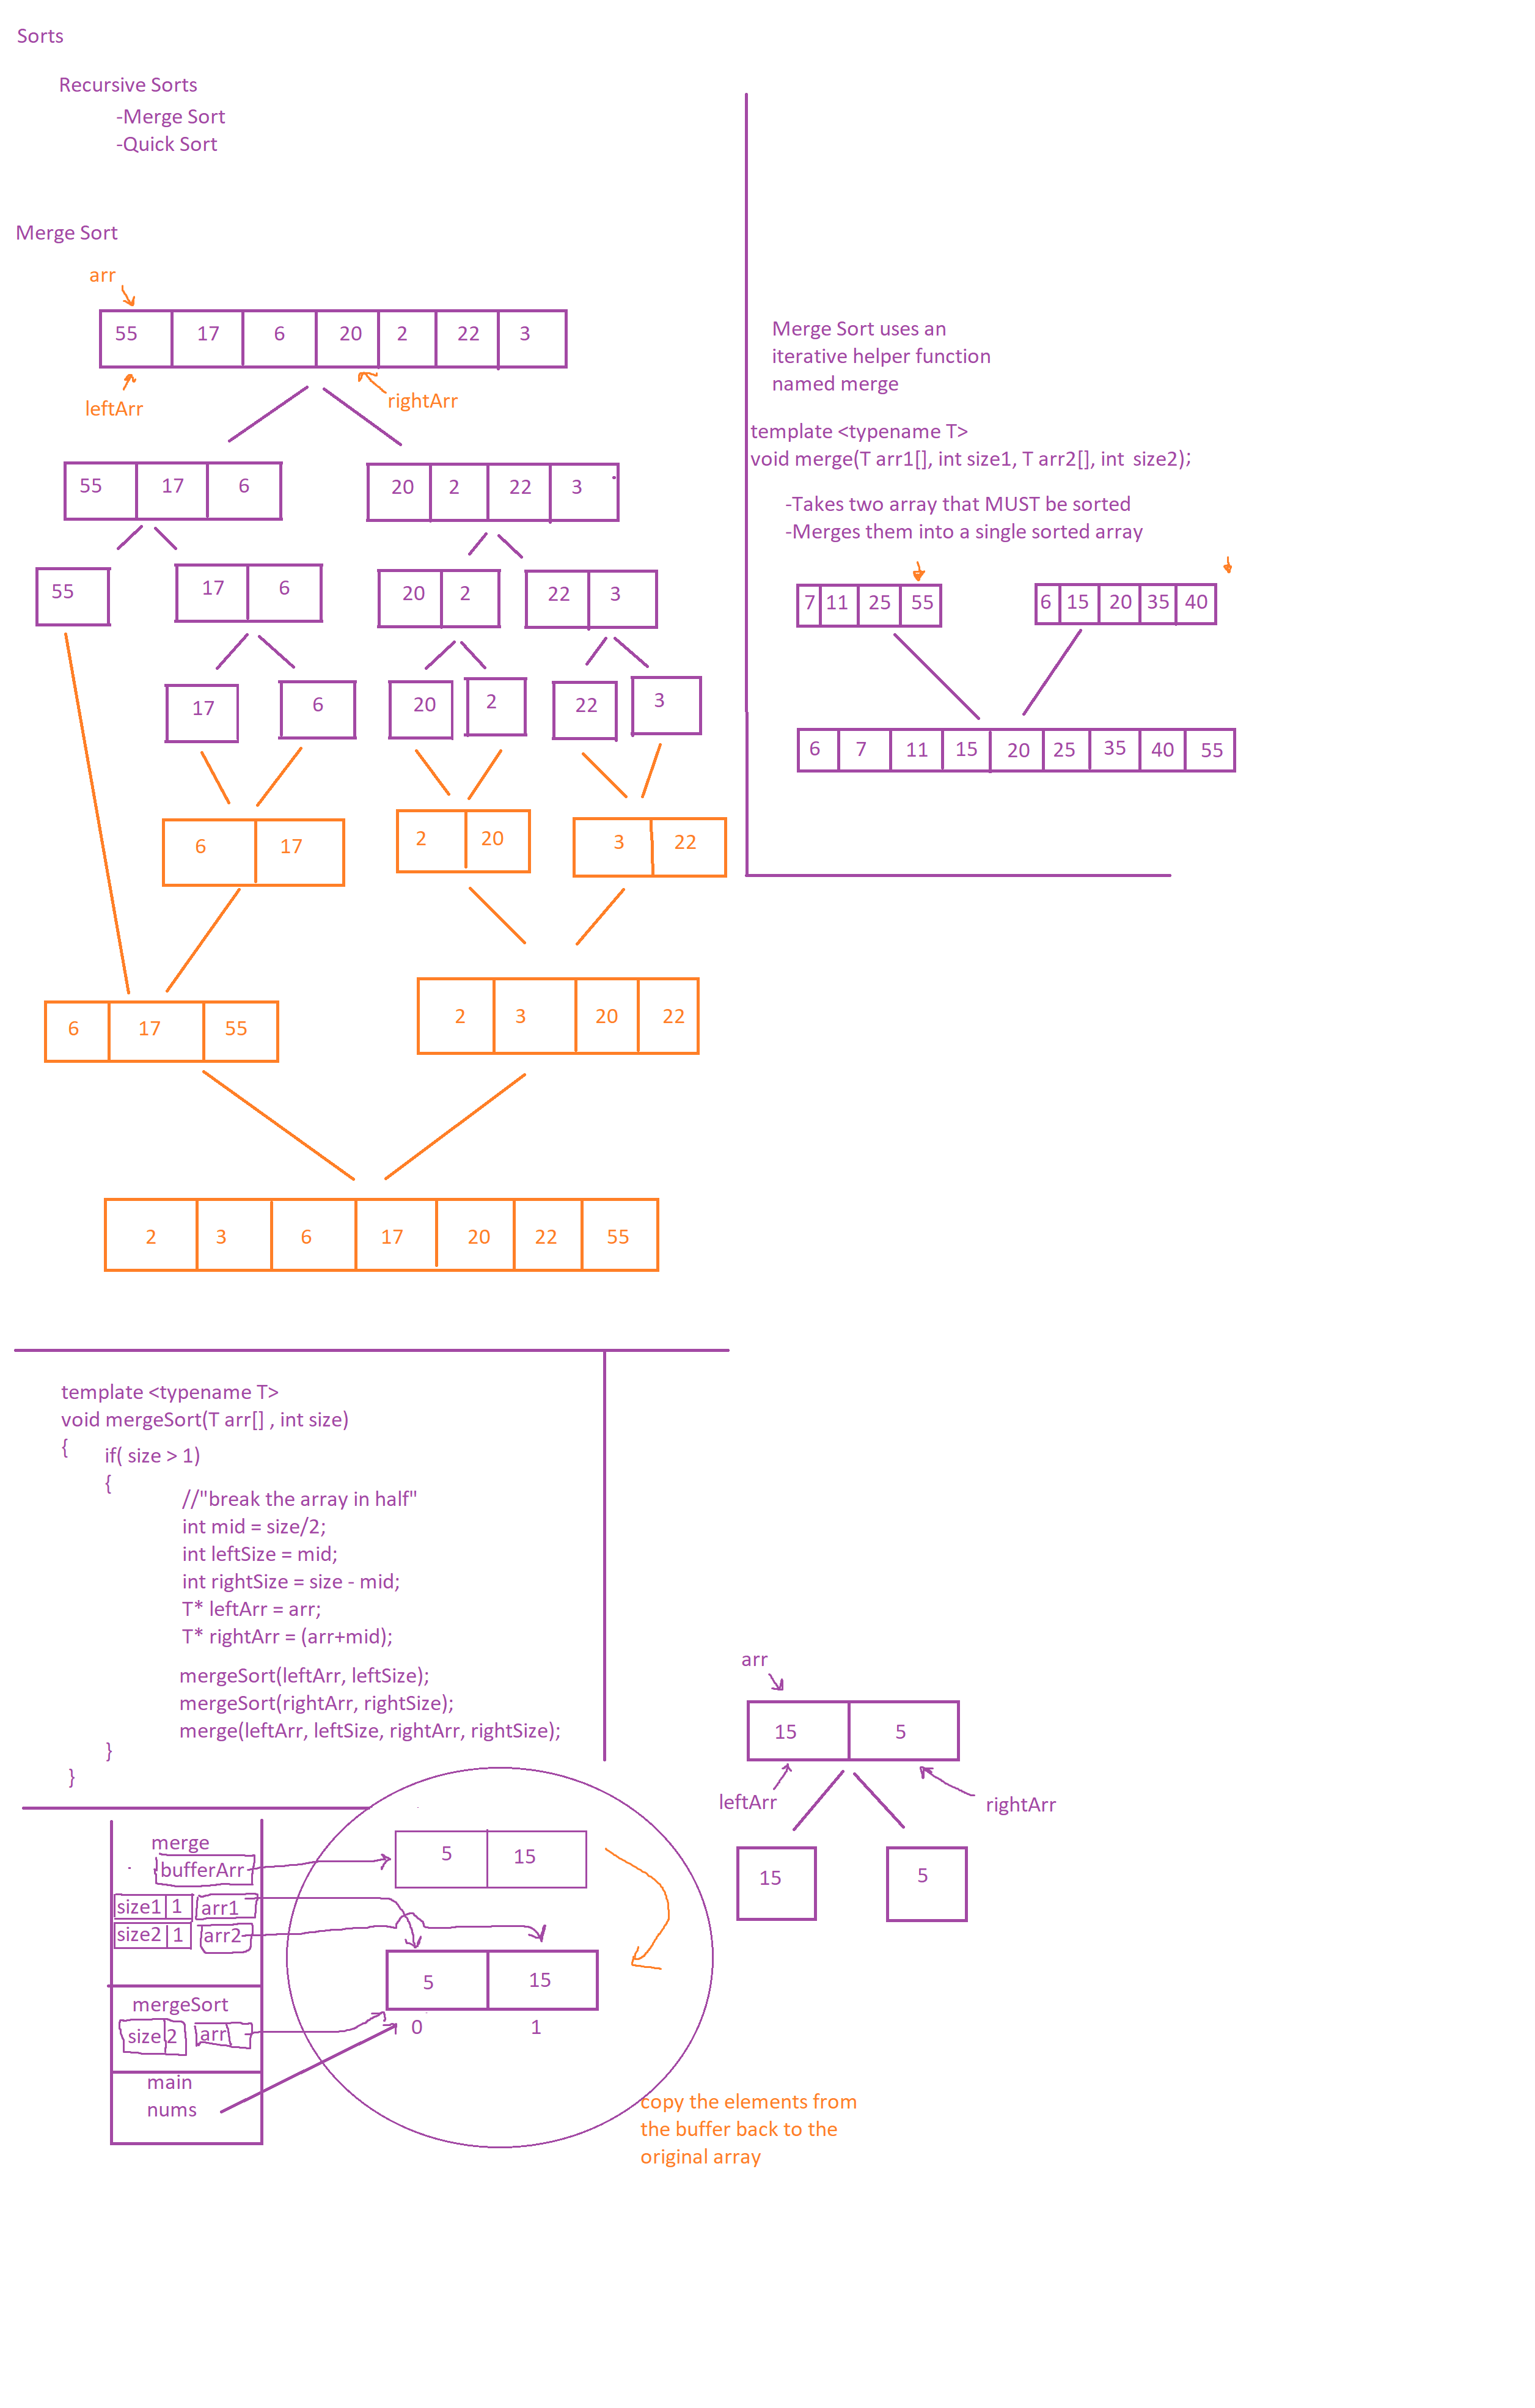 Sorts
Recursive Sorts
-Merge Sort
-Quick Sort
Merge Sort
arr
55 17 6 20 2 22 3
leftArr rightArr
55 17 6 20 2 22 3
55 17 6 20 2 22 3
17 6 20 2 22 3
6 17 2 20 3 22
6 17 55 2 3 20 22
2 3 6 17 20 22 55
Merge Sort uses an
iterative helper function
named merge
template <typename T>
void merge(T arr1[], int size1, T arr2[], int size2);
-Takes two array that MUST be sorted
-Merges them into a single sorted array
7 11 25 55 6 15 20 35 40
6 7 11 15 20 25 35 40 55
template <typename T>
void mergeSort(T arr[] , int size)
{
if( size > 1)
{
//"break the array in half"
int mid = size/2;
int leftSize = mid;
int rightSize = size - mid;
T* leftArr = arr;
T* rightArr = (arr+mid);
mergeSort(leftArr, leftSize);
mergeSort(rightArr, rightSize);
merge(leftArr, leftSize, rightArr, rightSize);
}
}
arr
15 5
leftArr rightArr
15 5
merge
bufferArr
5 15
size1 1 arr1
size2 1 arr2
5 15
0 1
mergeSort
size 2 arr
main
nums
copy the elements from
the buffer back to the
original array